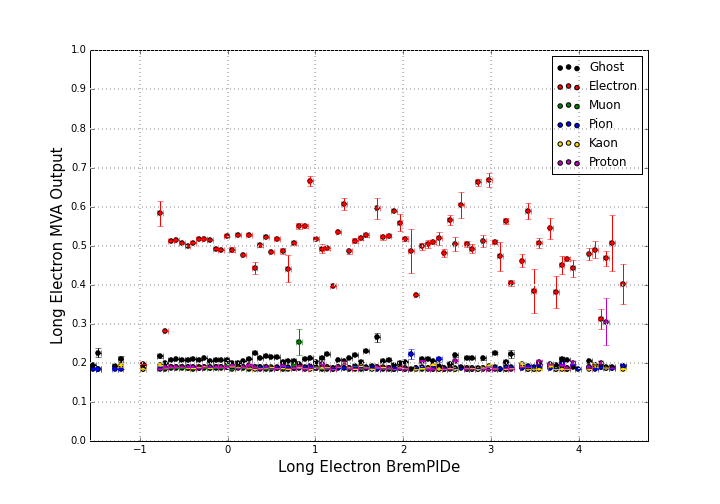 1.0
0.9
0.8
0.7
0.6
0.5
0.4
0.3
0.2
0.1
0.0
Long Electron MVA Output
Ghost
Electron
Muon
Pion
Kaon
Proton
−1 0 1 2 3 4
Long Electron BremPIDe